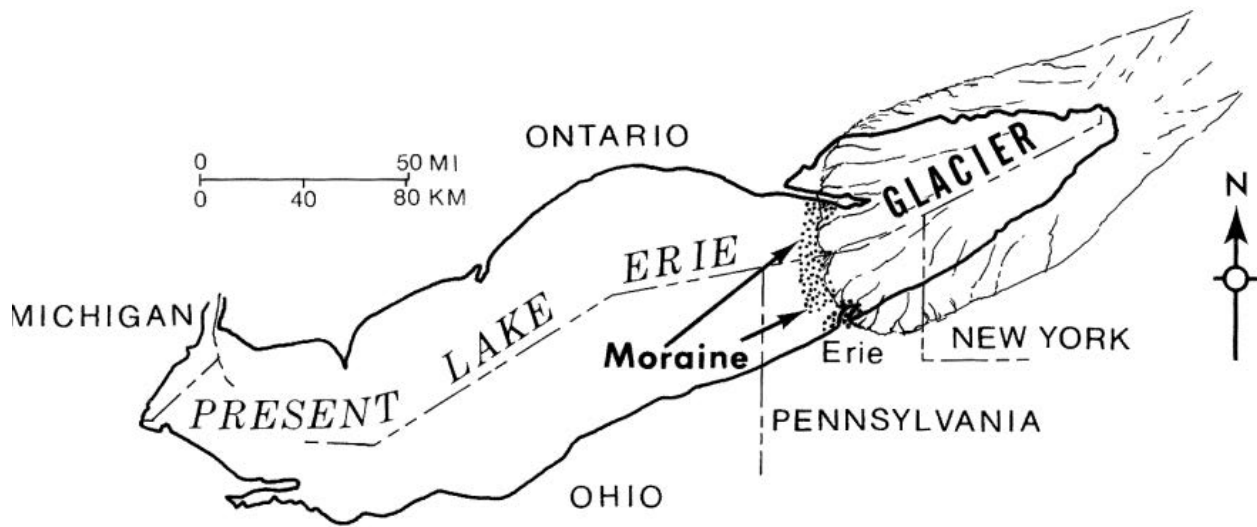 ONTARIO
0 50 MI
0 40 80 KM
GLACIER
N
MICHIGAN
PRESENT LAKE ERIE
Moraine
Erie
NEW YORK
PENNSYLVANIA
OHIO